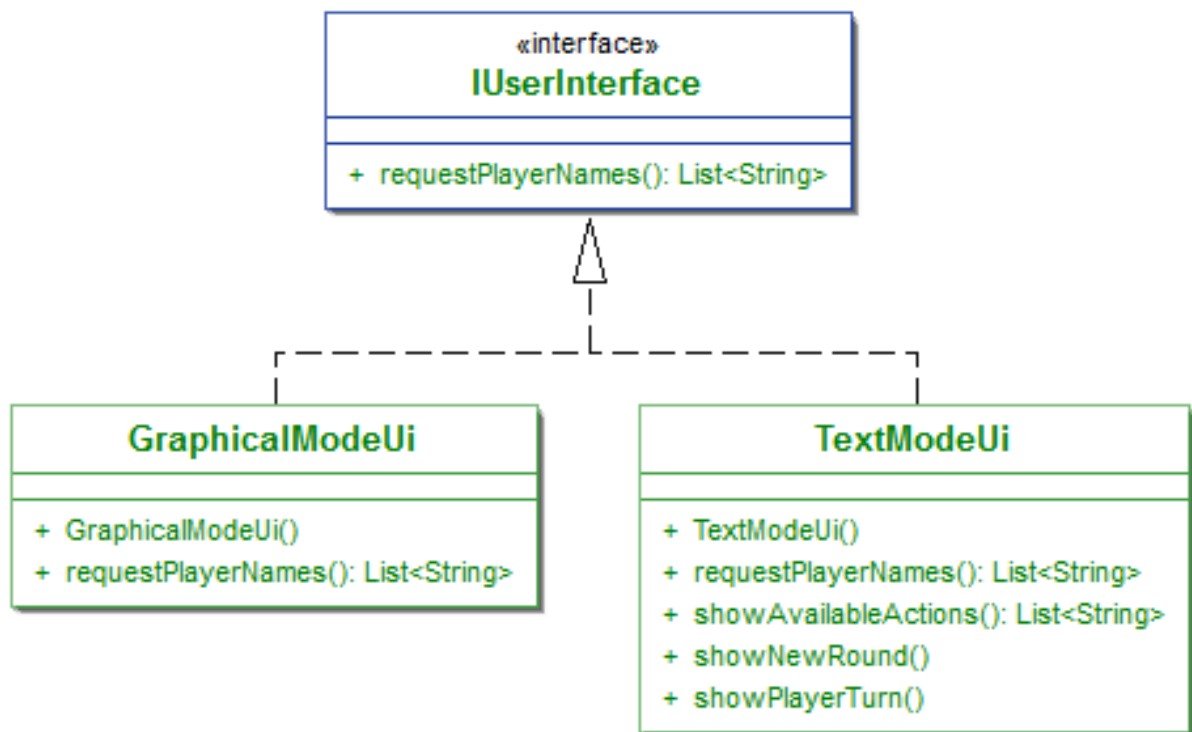 «interface»
IUserInterface
+ requestPlayerNames(): List<String>
GraphicalModeUi
+ GraphicalModeUi()
+ requestPlayerNames(): List<String>
TextModeUi
+ TextModeUi()
+ requestPlayerNames(): List<String>
+ showAvailableActions(): List<String>
+ showNewRound()
+ showPlayerTurn()